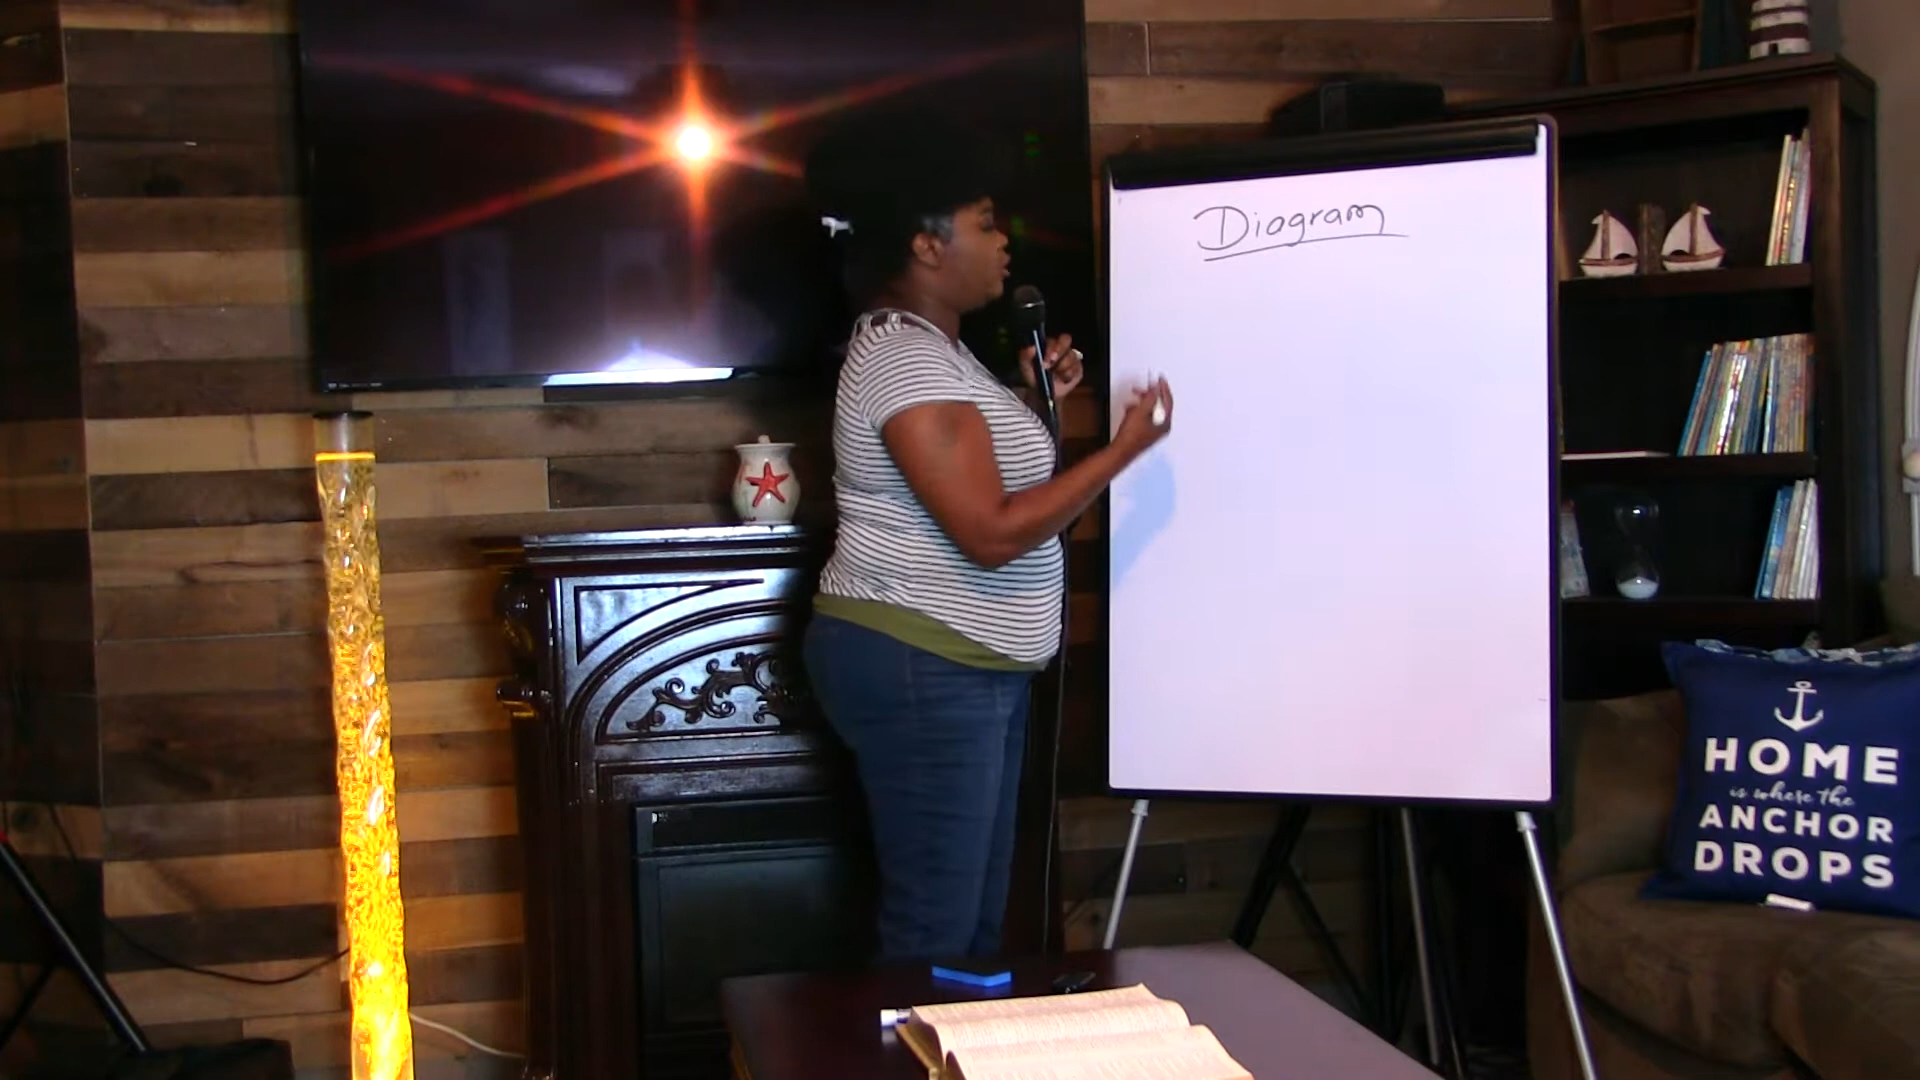 Diagram
HOME
is where the
ANCHOR
DROPS